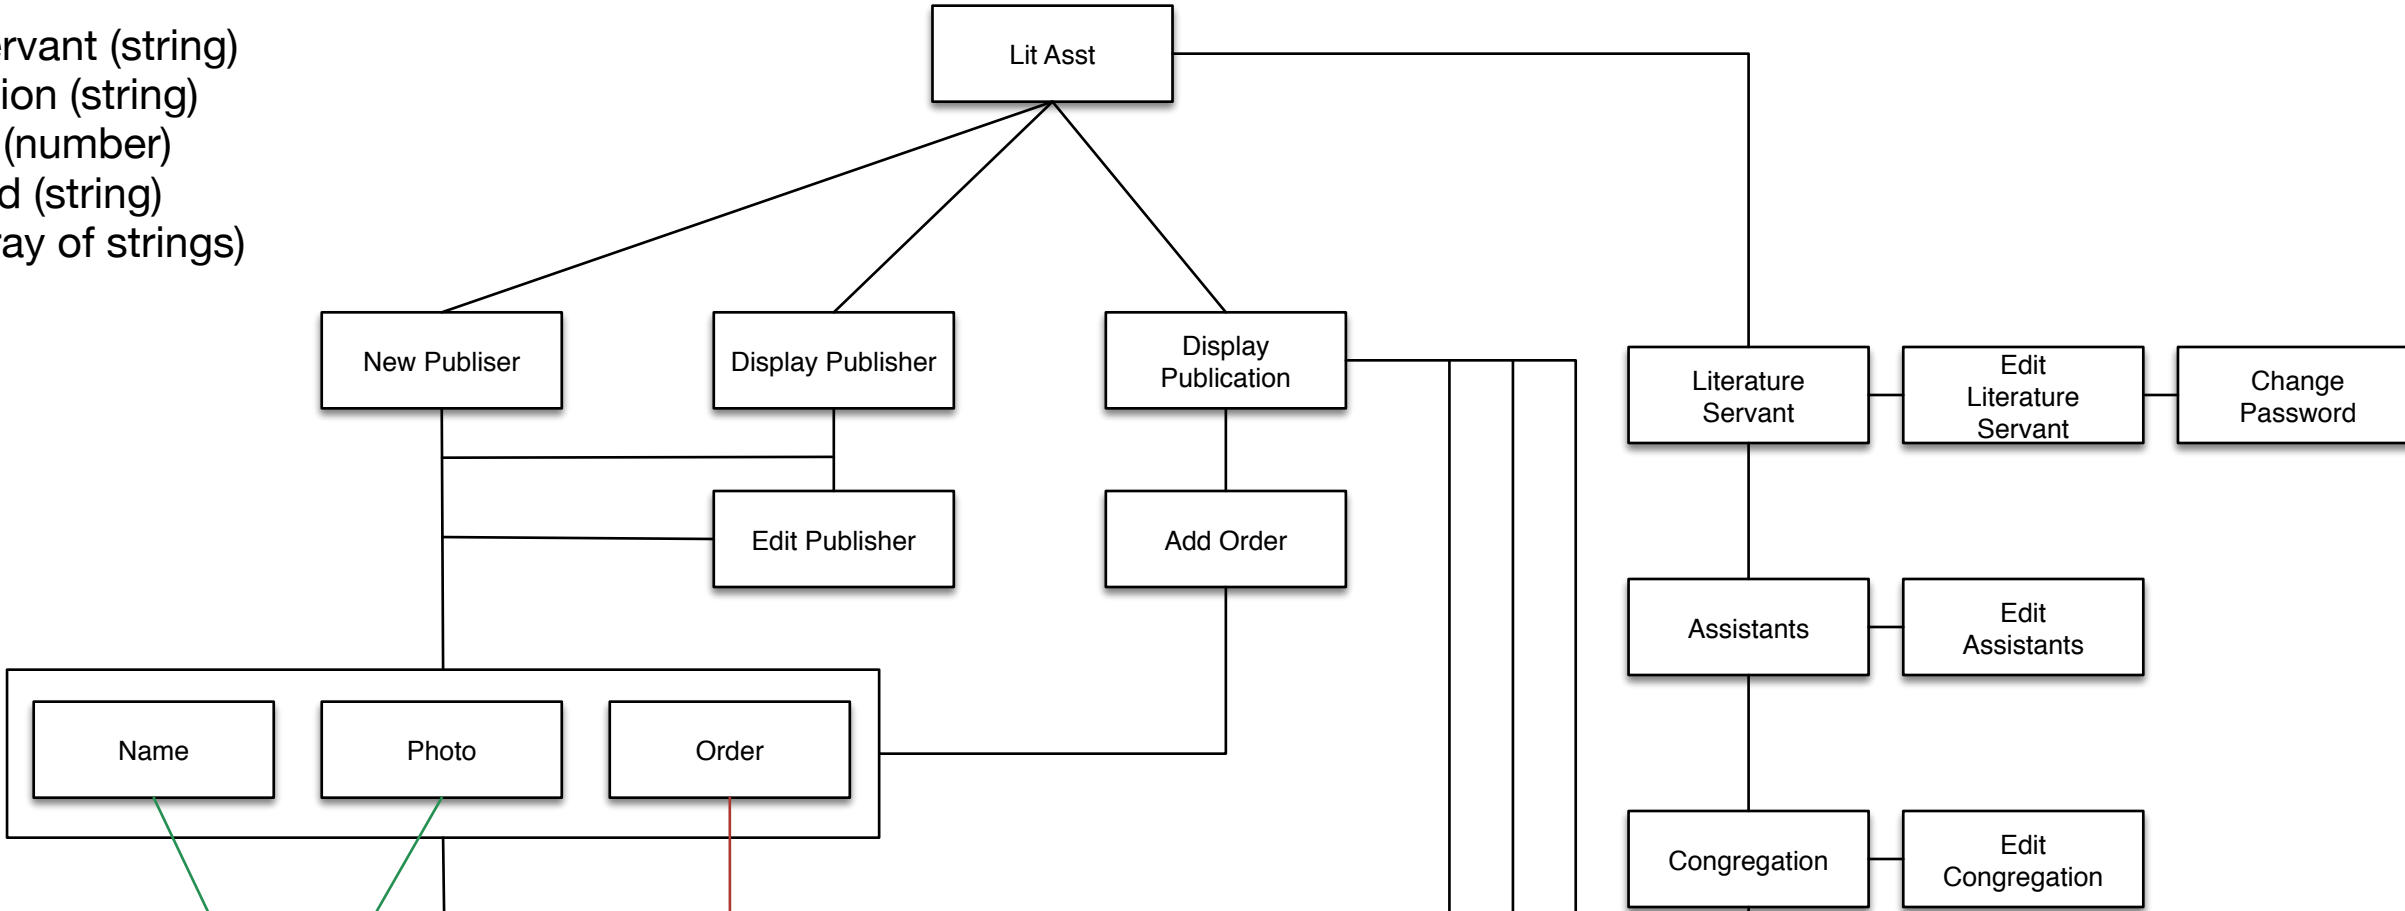 rvant (string)
ion (string)
(number)
d (string)
ay of strings)
Lit Asst
New Publiser
Display Publisher
Display
Publication
Literature
Servant
Edit
Literature
Servant
Change
Password
Edit Publisher
Add Order
Assistants
Edit
Assistants
Name
Photo
Order
Congregation
Edit
Congregation